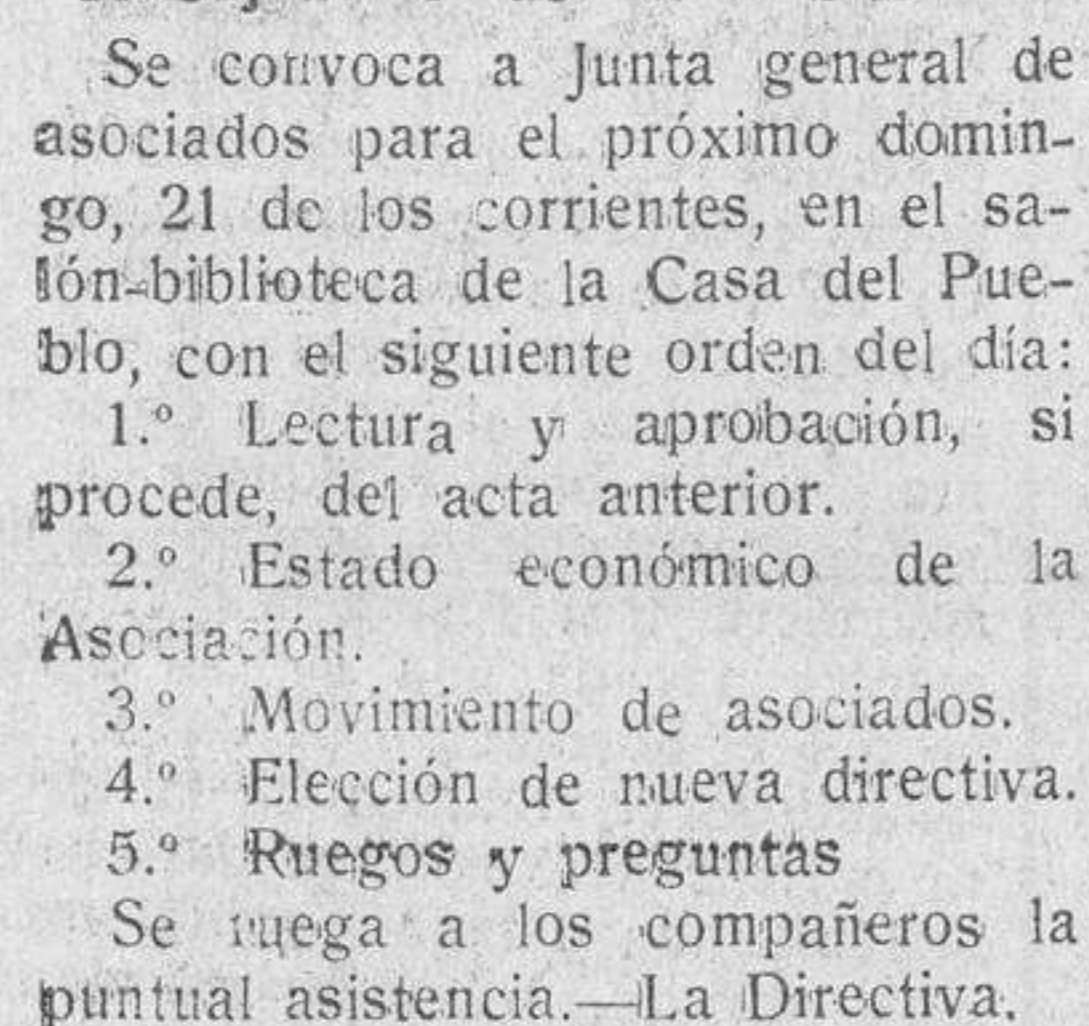 Se convoca a Junta general de
asociados para el próximo domin-
go, 21 de los corrientes, en el sa-
lón-biblioteca de la Casa del Pue-
blo, con el siguiente orden del día:
1.º Lectura y aprobación, si
procede, del acta anterior.
2.º Estado económico de la
Asociación.
3.º Movimiento de asociados.
4.º Elección de nueva directiva.
5.º Ruegos y preguntas
Se ruega a los compañeros la
puntual asistencia.—La Directiva.